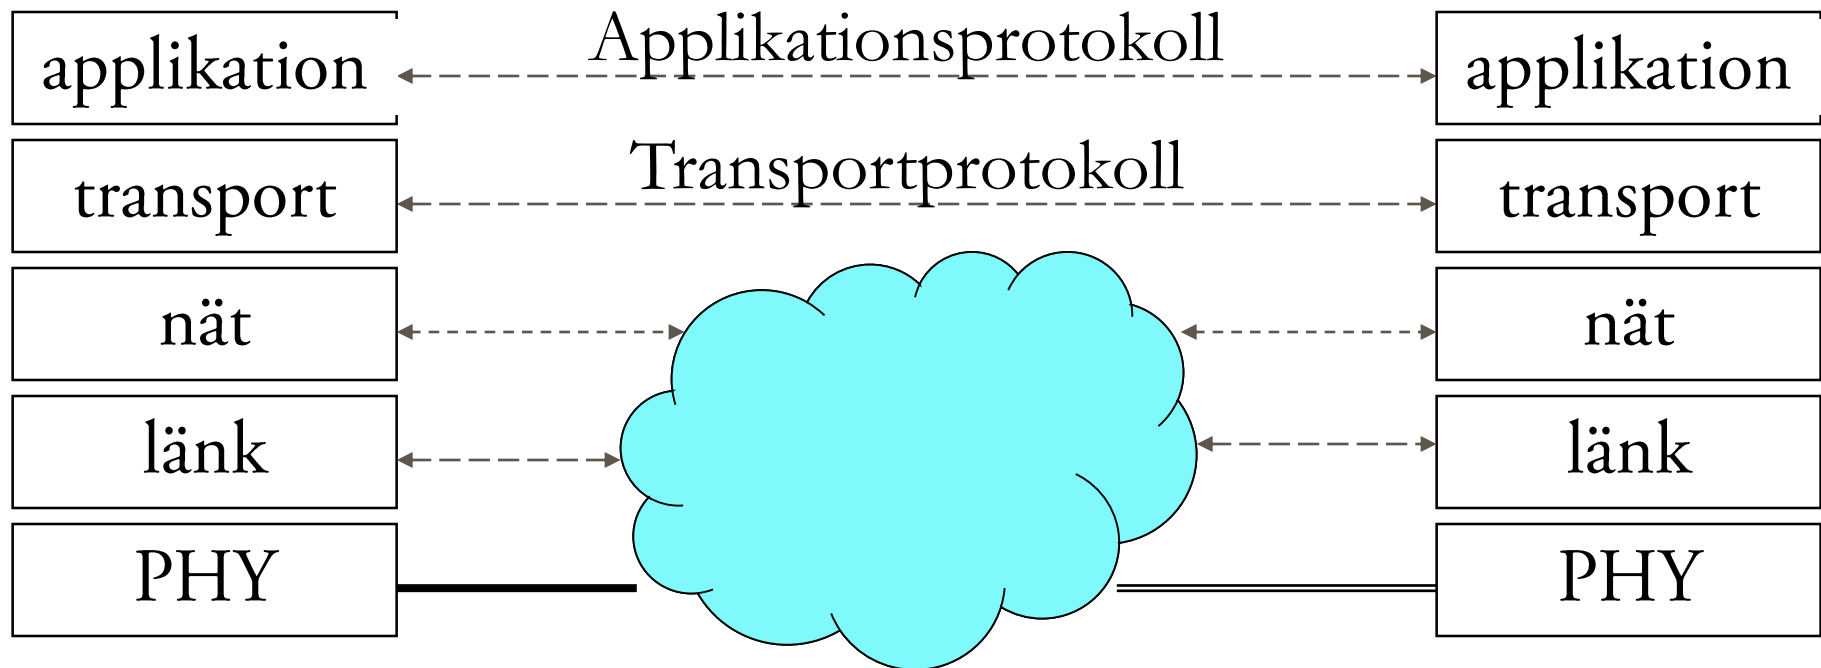 applikation
Applikationsprotokoll
applikation
transport
Transportprotokoll
transport
nät
nät
länk
länk
PHY
PHY